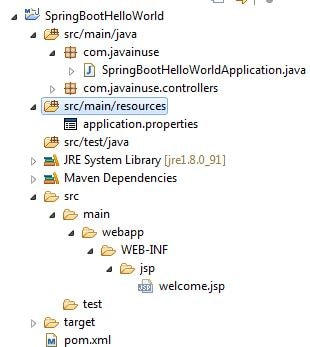 SpringBootHelloWorld
src/main/java
com.javainuse
SpringBootHelloWorldApplication.java
com.javainuse.controllers
src/main/resources
application.properties
src/test/java
JRE System Library [jre1.8.0_91]
Maven Dependencies
src
main
webapp
WEB-INF
jsp
welcome.jsp
test
target
pom.xml